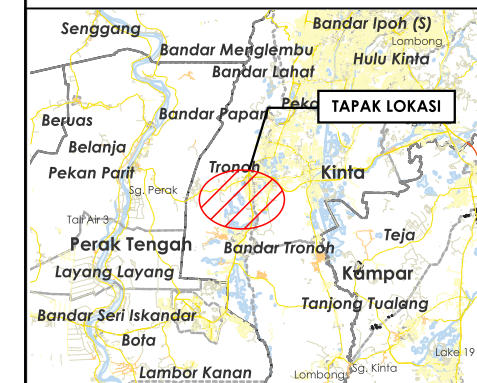 Senggang
Bandar Ipoh (S)
Lombong
Bandar Menglembu
Hulu Kinta
Bandar Lahat
TAPAK LOKASI
Bandar Papan
Beruas
Belanja
Pekan Parit
Tronoh
Kinta
Sg. Perak
Tali Air 3
Perak Tengah
Bandar Tronoh
Teja
Layang Layang
Kampar
Tanjong Tualang
Bandar Seri Iskandar
Bota
Lake 19
Lambor Kanan
Lombong
Sg. Kinta